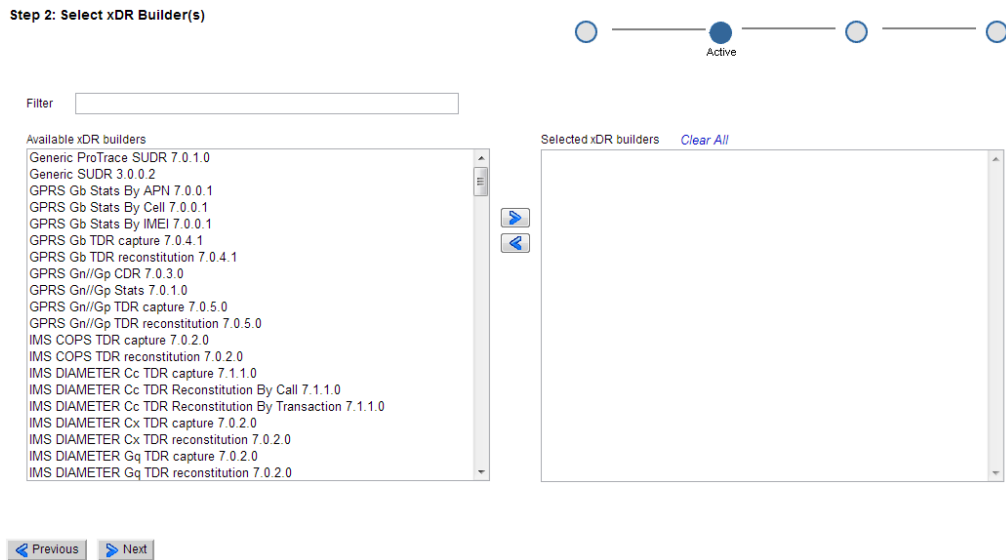 Step 2: Select xDR Builder(s)
Active
Filter
Available xDR builders
Generic ProTrace SUDR 7.0.1.0
Generic SUDR 3.0.0.2
GPRS Gb Stats By APN 7.0.0.1
GPRS Gb Stats By Cell 7.0.0.1
GPRS Gb Stats By IMEI 7.0.0.1
GPRS Gb TDR capture 7.0.4.1
GPRS Gb TDR reconstitution 7.0.4.1
GPRS Gn//Gp CDR 7.0.3.0
GPRS Gn//Gp Stats 7.0.1.0
GPRS Gn//Gp TDR capture 7.0.5.0
GPRS Gn//Gp TDR reconstitution 7.0.5.0
IMS COPS TDR capture 7.0.2.0
IMS COPS TDR reconstitution 7.0.2.0
IMS DIAMETER Cc TDR capture 7.1.1.0
IMS DIAMETER Cc TDR Reconstitution By Call 7.1.1.0
IMS DIAMETER Cc TDR Reconstitution By Transaction 7.1.1.0
IMS DIAMETER Cx TDR capture 7.0.2.0
IMS DIAMETER Cx TDR reconstitution 7.0.2.0
IMS DIAMETER Gq TDR capture 7.0.2.0
IMS DIAMETER Gq TDR reconstitution 7.0.2.0
Selected xDR builders Clear All
Previous Next